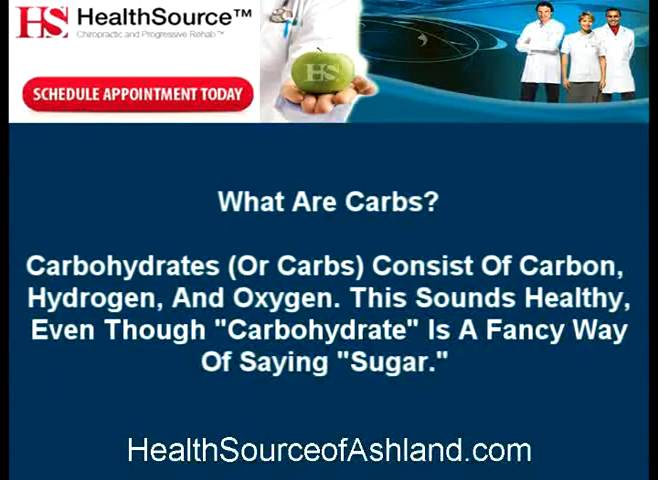 HS HealthSource™
Chiropractic and Progressive Rehab™
SCHEDULE APPOINTMENT TODAY
HS
What Are Carbs?
Carbohydrates (Or Carbs) Consist Of Carbon,
Hydrogen, And Oxygen. This Sounds Healthy,
Even Though "Carbohydrate" Is A Fancy Way
Of Saying "Sugar."
HealthSourceofAshland.com